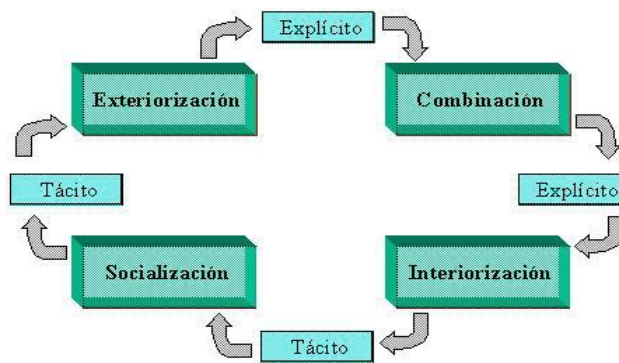 Explícito
Exteriorización
Combinación
Tácito
Explícito
Socialización
Interiorización
Tácito